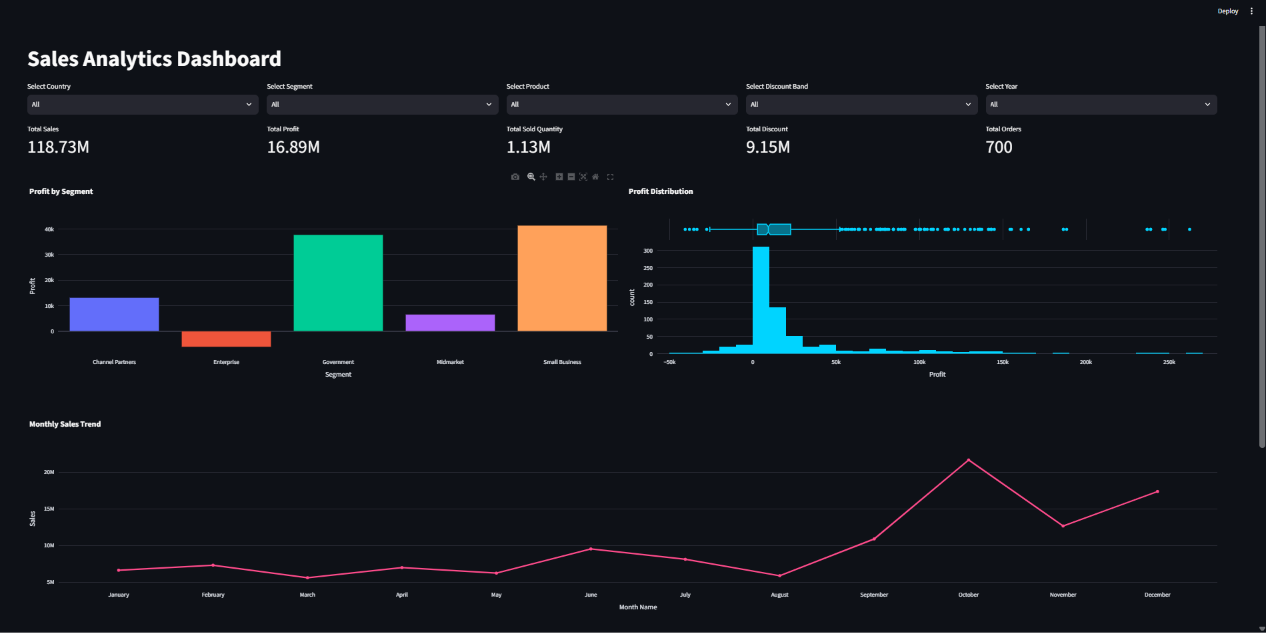 Deploy
Sales Analytics Dashboard
Select Country
Select Segment
Select Product
Select Discount Band
Select Year
All
All
All
All
All
Total Sales
Total Profit
Total Sold Quantity
Total Discount
Total Orders
118.73M
16.89M
1.13M
9.15M
700
Profit by Segment
40k
30k
20k
10k
0
Profit
Channel Partners
Enterprise
Government
Midmarket
Small Business
Segment
Profit Distribution
300
250
200
150
100
50
0
count
−50k
0
50k
100k
150k
200k
250k
Profit
Monthly Sales Trend
20M
15M
10M
5M
Sales
January
February
March
April
May
June
July
August
September
October
November
December
Month Name